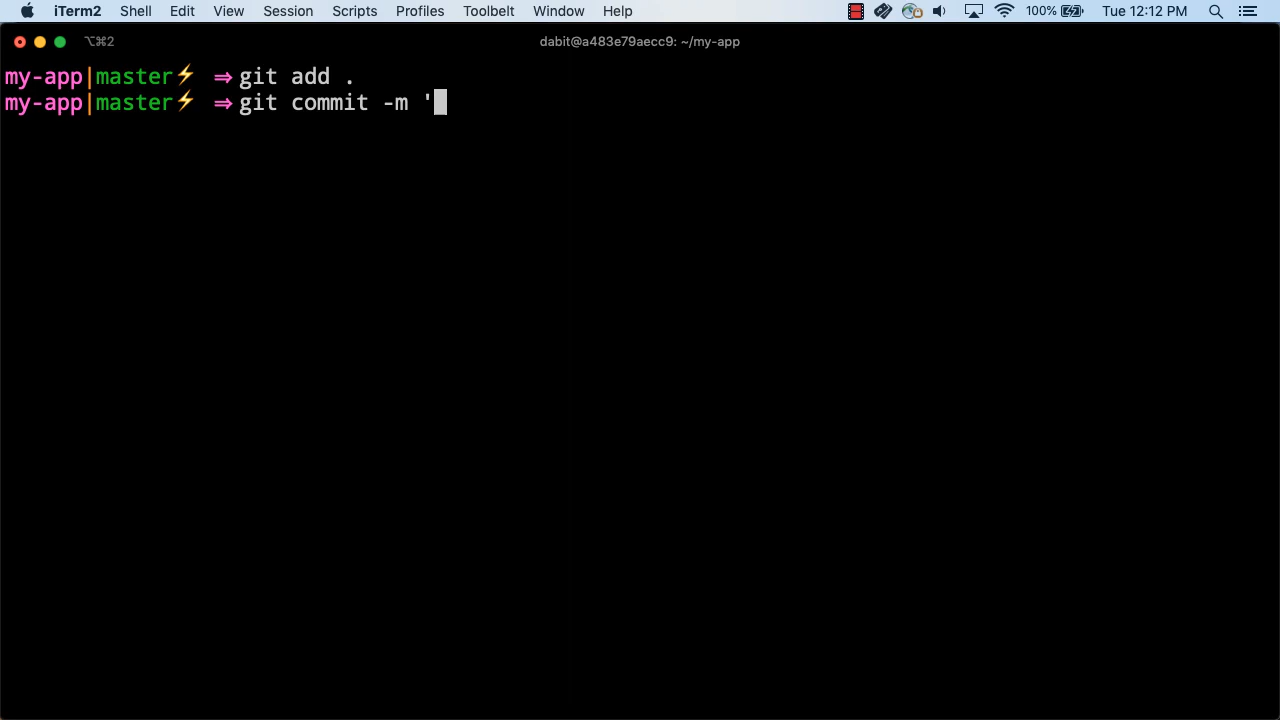 iTerm2 Shell Edit View Session Scripts Profiles Toolbelt Window Help 100% Tue 12:12 PM
⌥⌘2 dabit@a483e79aecc9: ~/my-app
my-app|master⚡ ⇒ git add .
my-app|master⚡ ⇒ git commit -m '